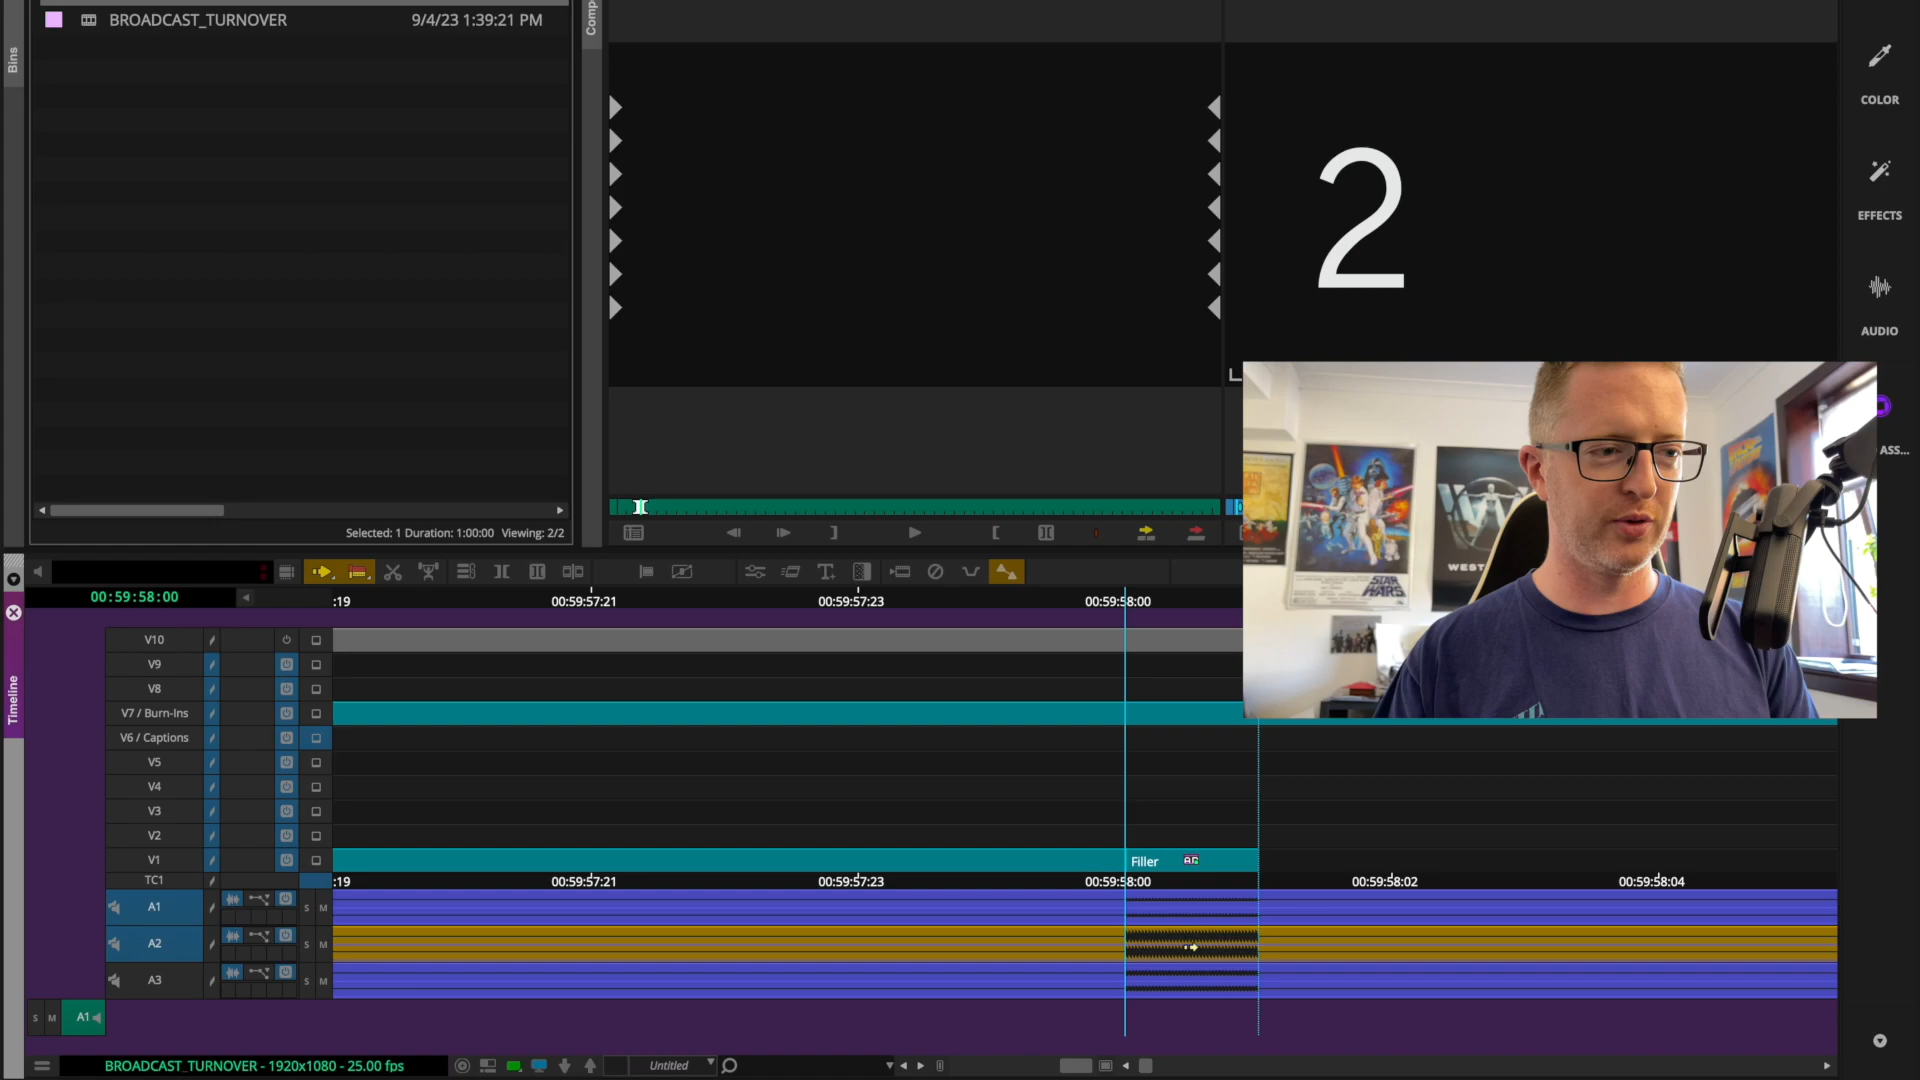 BROADCAST_TURNOVER 9/4/23 1:39:21 PM
Bins
Comp
COLOR
2
EFFECTS
AUDIO
ASS...
STAR WARS
WEST
Selected: 1 Duration: 1:00:00 Viewing: 2/2
00:59:58:00
:19 00:59:57:21 00:59:57:23 00:59:58:00
Timeline
V10
V9
V8
V7 / Burn-Ins
V6 / Captions
V5
V4
V3
V2
V1 Filler
TC1 :19 00:59:57:21 00:59:57:23 00:59:58:00 00:59:58:02 00:59:58:04
A1 S M
A2 S M
A3 S M
S M A1
BROADCAST_TURNOVER - 1920x1080 - 25.00 fps Untitled